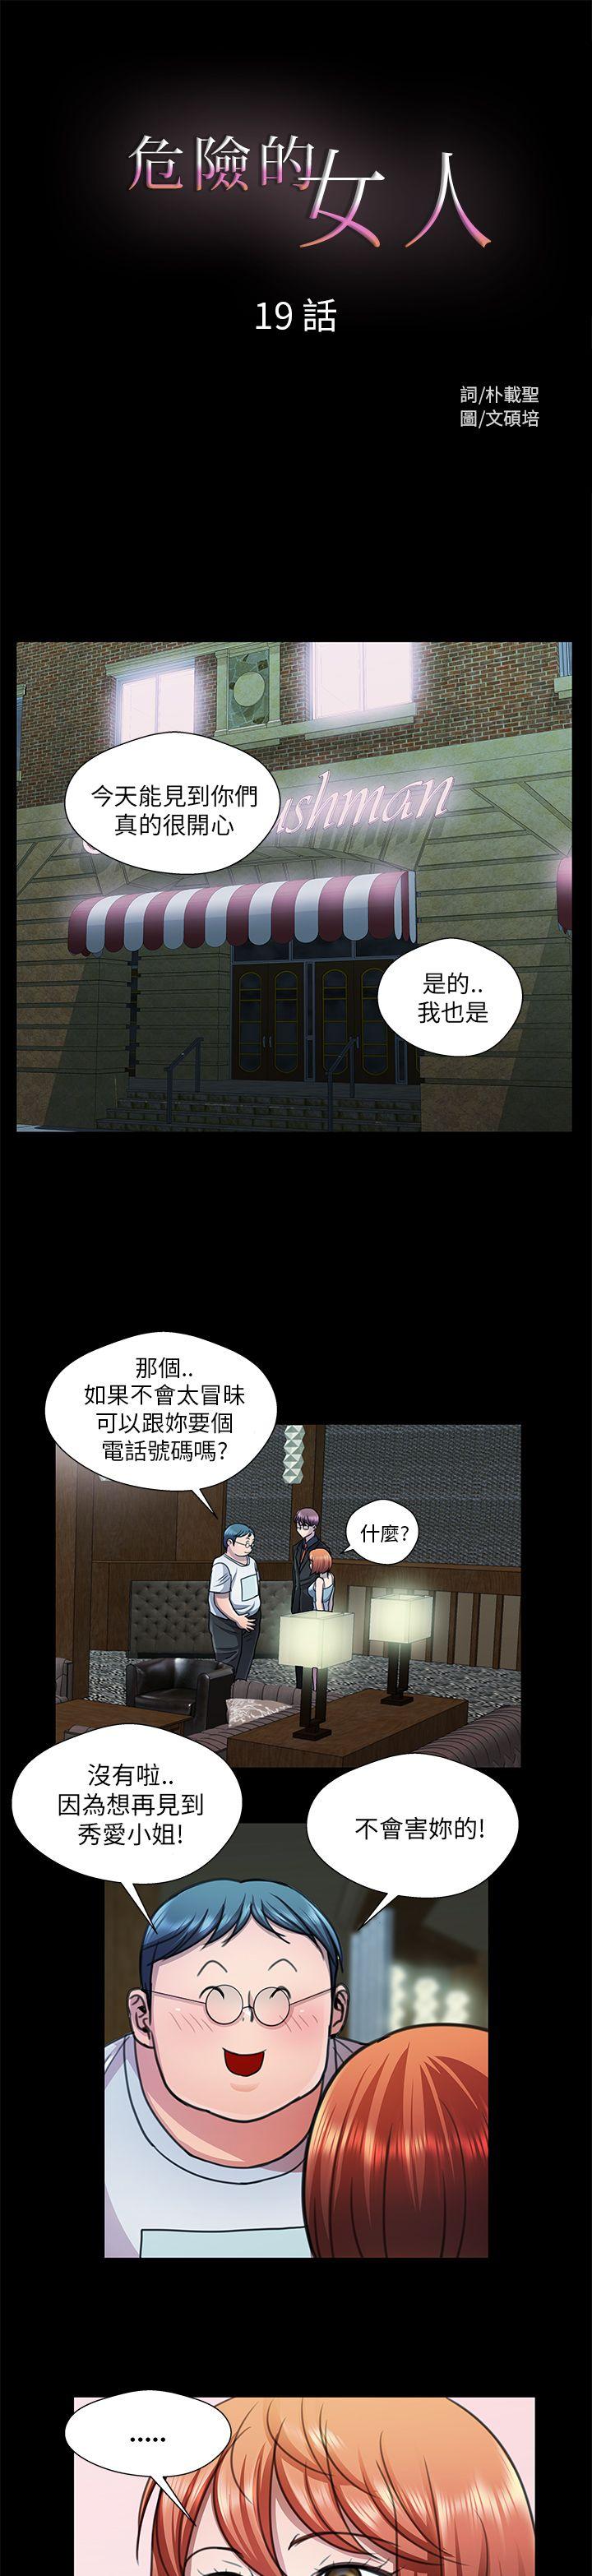 危險的女人
19話
詞/朴載聖
圖/文碩培
今天能見到你們
真的很開心
ushman
是的..
我也是
那個..
如果不會太冒昧
可以跟妳要個
電話號碼嗎?
什麼?
沒有啦..
因為想再見到
秀愛小姐!
不會害妳的!
.....